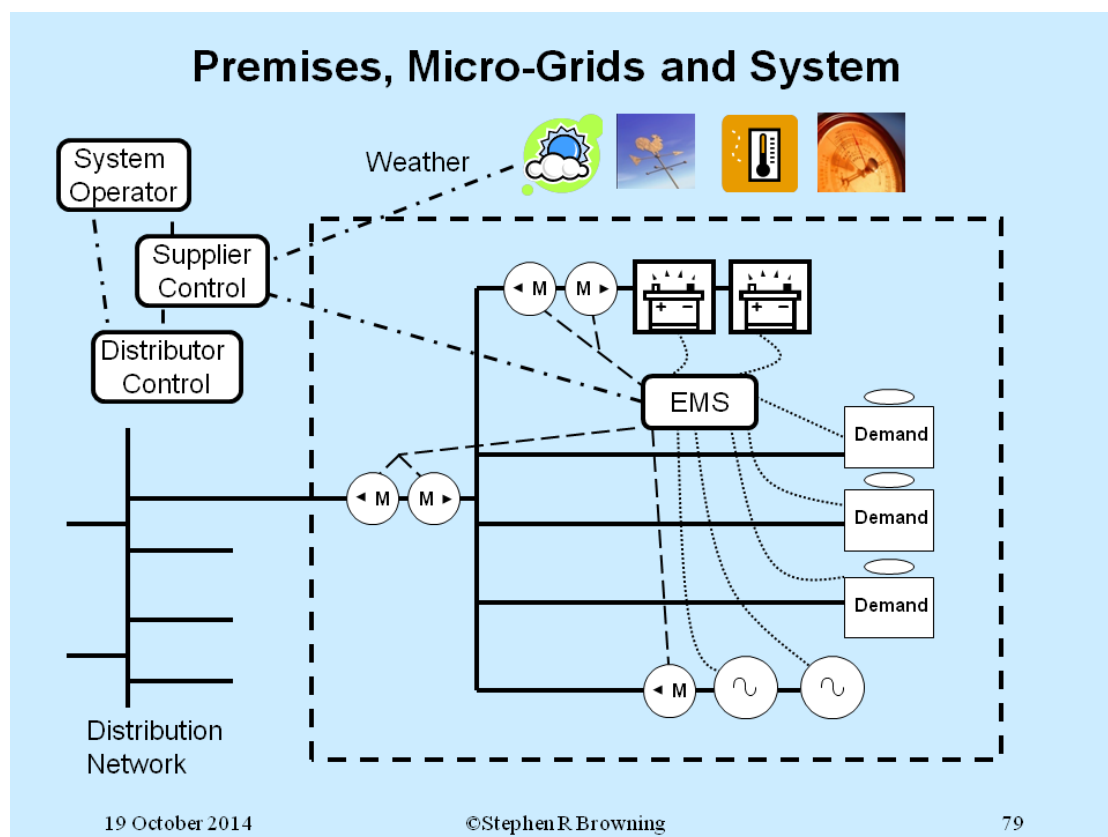 Premises, Micro-Grids and System
System
Operator
Weather
Supplier
Control
Distributor
Control
◄ M
M ►
EMS
Demand
◄ M
M ►
Demand
Demand
◄ M
Distribution
Network
19 October 2014
©Stephen R Browning
79